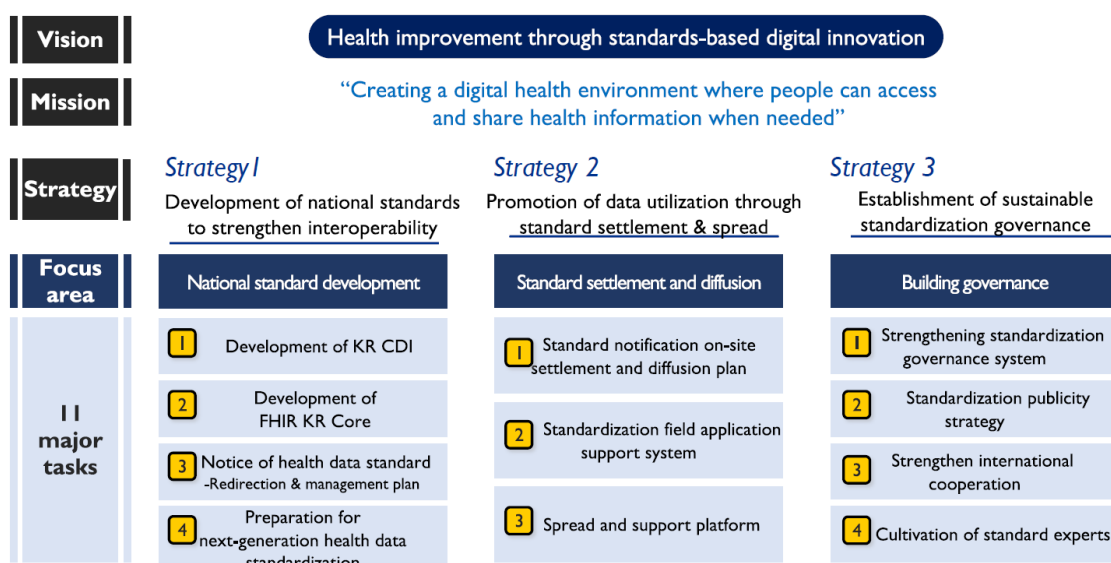 Vision
Health improvement through standards-based digital innovation
Mission
“Creating a digital health environment where people can access
and share health information when needed”
Strategy
Strategy1
Development of national standards
to strengthen interoperability
Strategy 2
Promotion of data utilization through
standard settlement & spread
Strategy 3
Establishment of sustainable
standardization governance
Focus
area
National standard development
Standard settlement and diffusion
Building governance
11
major
tasks
1
Development of KR CDI
2
Development of
FHIR KR Core
3
Notice of health data standard
-Redirection & management plan
4
Preparation for
next-generation health data
standardization
1
Standard notification on-site
settlement and diffusion plan
2
Standardization field application
support system
3
Spread and support platform
1
Strengthening standardization
governance system
2
Standardization publicity
strategy
3
Strengthen international
cooperation
4
Cultivation of standard experts